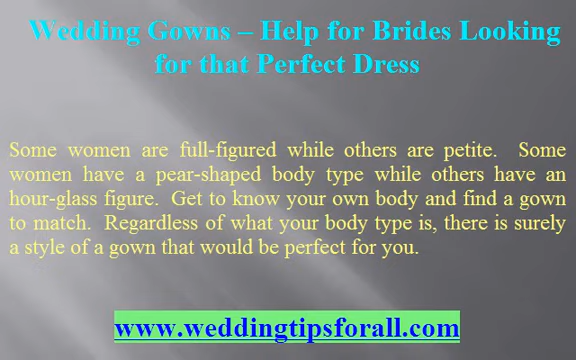 Wedding Gowns – Help for Brides Looking
for that Perfect Dress
Some women are full-figured while others are petite. Some
women have a pear-shaped body type while others have an
hour-glass figure. Get to know your own body and find a gown
to match. Regardless of what your body type is, there is surely
a style of a gown that would be perfect for you.
www.weddingtipsforall.com